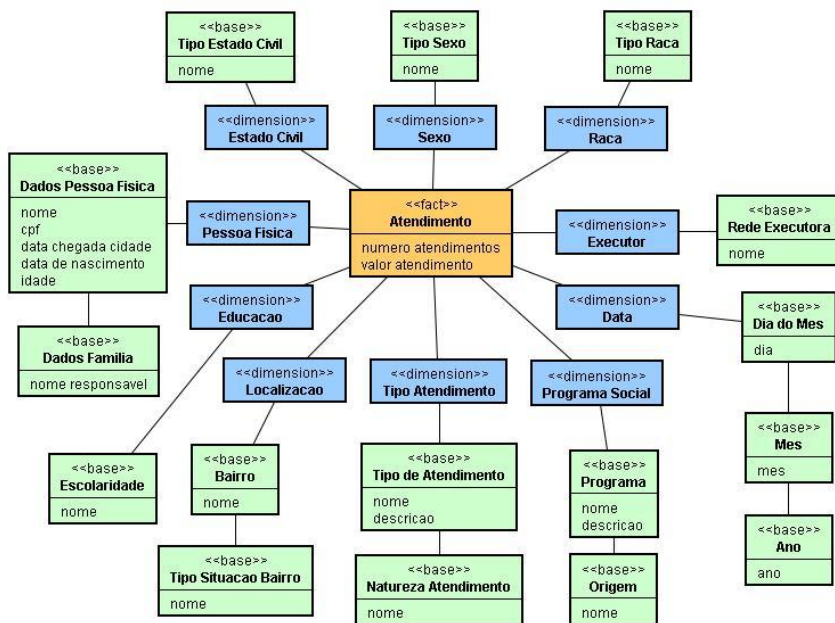 <<base>>
Tipo Estado Civil
nome
<<base>>
Tipo Sexo
nome
<<base>>
Tipo Raca
nome
<<dimension>>
Estado Civil
<<dimension>>
Sexo
<<dimension>>
Raca
<<base>>
Dados Pessoa Fisica
nome
cpf
data chegada cidade
data de nascimento
idade
<<dimension>>
Pessoa Fisica
<<fact>>
Atendimento
numero atendimentos
valor atendimento
<<dimension>>
Executor
<<base>>
Rede Executora
nome
<<dimension>>
Educacao
<<dimension>>
Data
<<base>>
Dia do Mes
dia
<<base>>
Dados Familia
nome responsavel
<<dimension>>
Localizacao
<<dimension>>
Tipo Atendimento
<<dimension>>
Programa Social
<<base>>
Escolaridade
nome
<<base>>
Bairro
nome
<<base>>
Tipo de Atendimento
nome
descricao
<<base>>
Programa
nome
descricao
<<base>>
Mes
mes
<<base>>
Tipo Situacao Bairro
nome
<<base>>
Natureza Atendimento
nome
<<base>>
Origem
nome
<<base>>
Ano
ano